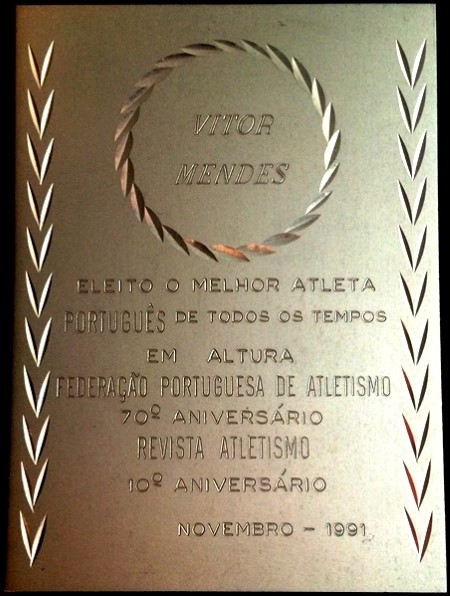 VITOR
MENDES
ELEITO O MELHOR ATLETA
PORTUGUÊS DE TODOS OS TEMPOS
EM ALTURA
FEDERAÇÃO PORTUGUESA DE ATLETISMO
70º ANIVERSÁRIO
REVISTA ATLETISMO
10º ANIVERSÁRIO
NOVEMBRO - 1991